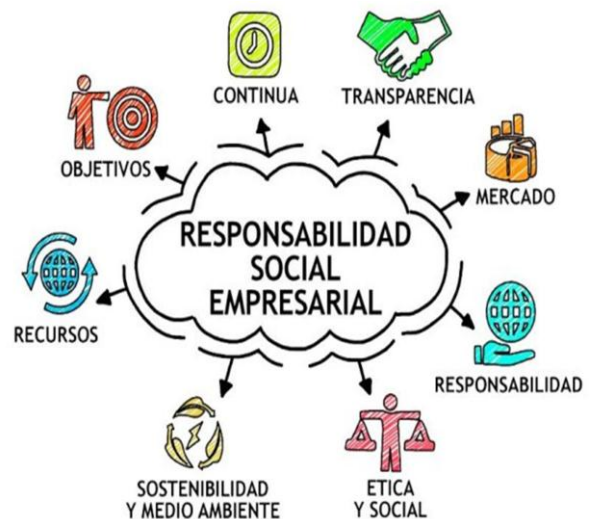 CONTINUA
TRANSPARENCIA
OBJETIVOS
MERCADO
RESPONSABILIDAD
SOCIAL
EMPRESARIAL
RECURSOS
RESPONSABILIDAD
SOSTENIBILIDAD
Y MEDIO AMBIENTE
ETICA
Y SOCIAL